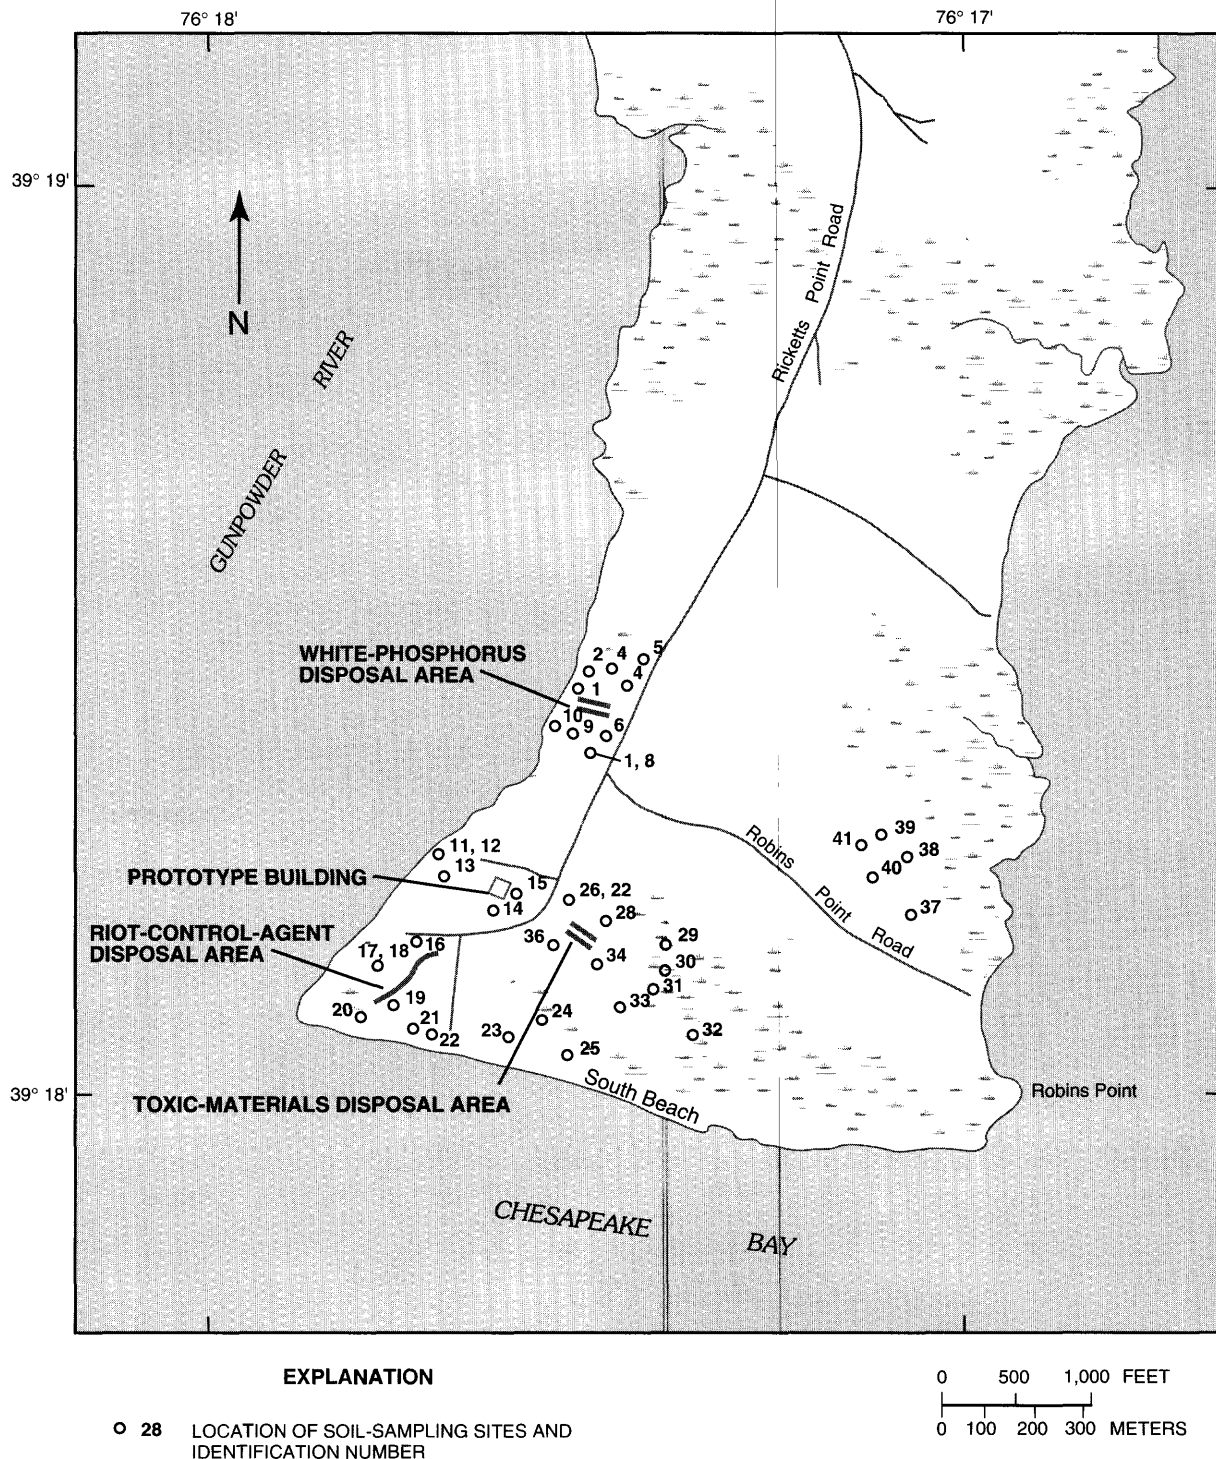 76° 18'
76° 17'
39° 19'
N
GUNPOWDER RIVER
Ricketts Point Road
WHITE-PHOSPHORUS
DISPOSAL AREA
2
4
5
4
1
10
9
6
1, 8
11, 12
13
PROTOTYPE BUILDING
15
14
26, 22
28
RIOT-CONTROL-AGENT
DISPOSAL AREA
17, 18
16
36
34
29
30
31
33
32
20
19
21
22
23
24
25
Robins Point Road
41
39
38
40
37
39° 18'
TOXIC-MATERIALS DISPOSAL AREA
South Beach
Robins Point
CHESAPEAKE BAY
EXPLANATION
28 LOCATION OF SOIL-SAMPLING SITES AND
IDENTIFICATION NUMBER
0 500 1,000 FEET
0 100 200 300 METERS